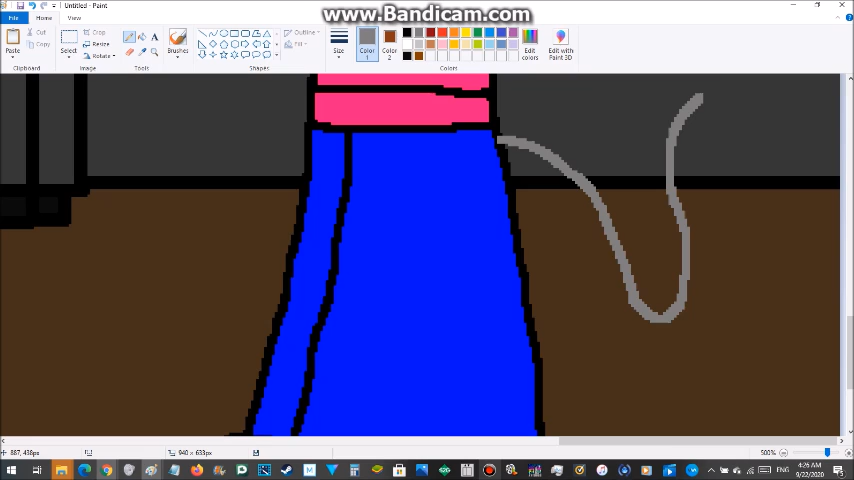 Untitled - Paint
www.Bandicam.com
File
Home
View
Paste
Cut
Copy
Clipboard
Select
Crop
Resize
Rotate
Image
Tools
Brushes
Shapes
Outline
Fill
Size
Color
1
Color
2
Edit
colors
Edit with
Paint 3D
Colors
887, 438px
940 × 633px
500%
ENG
4:26 AM
9/22/2020